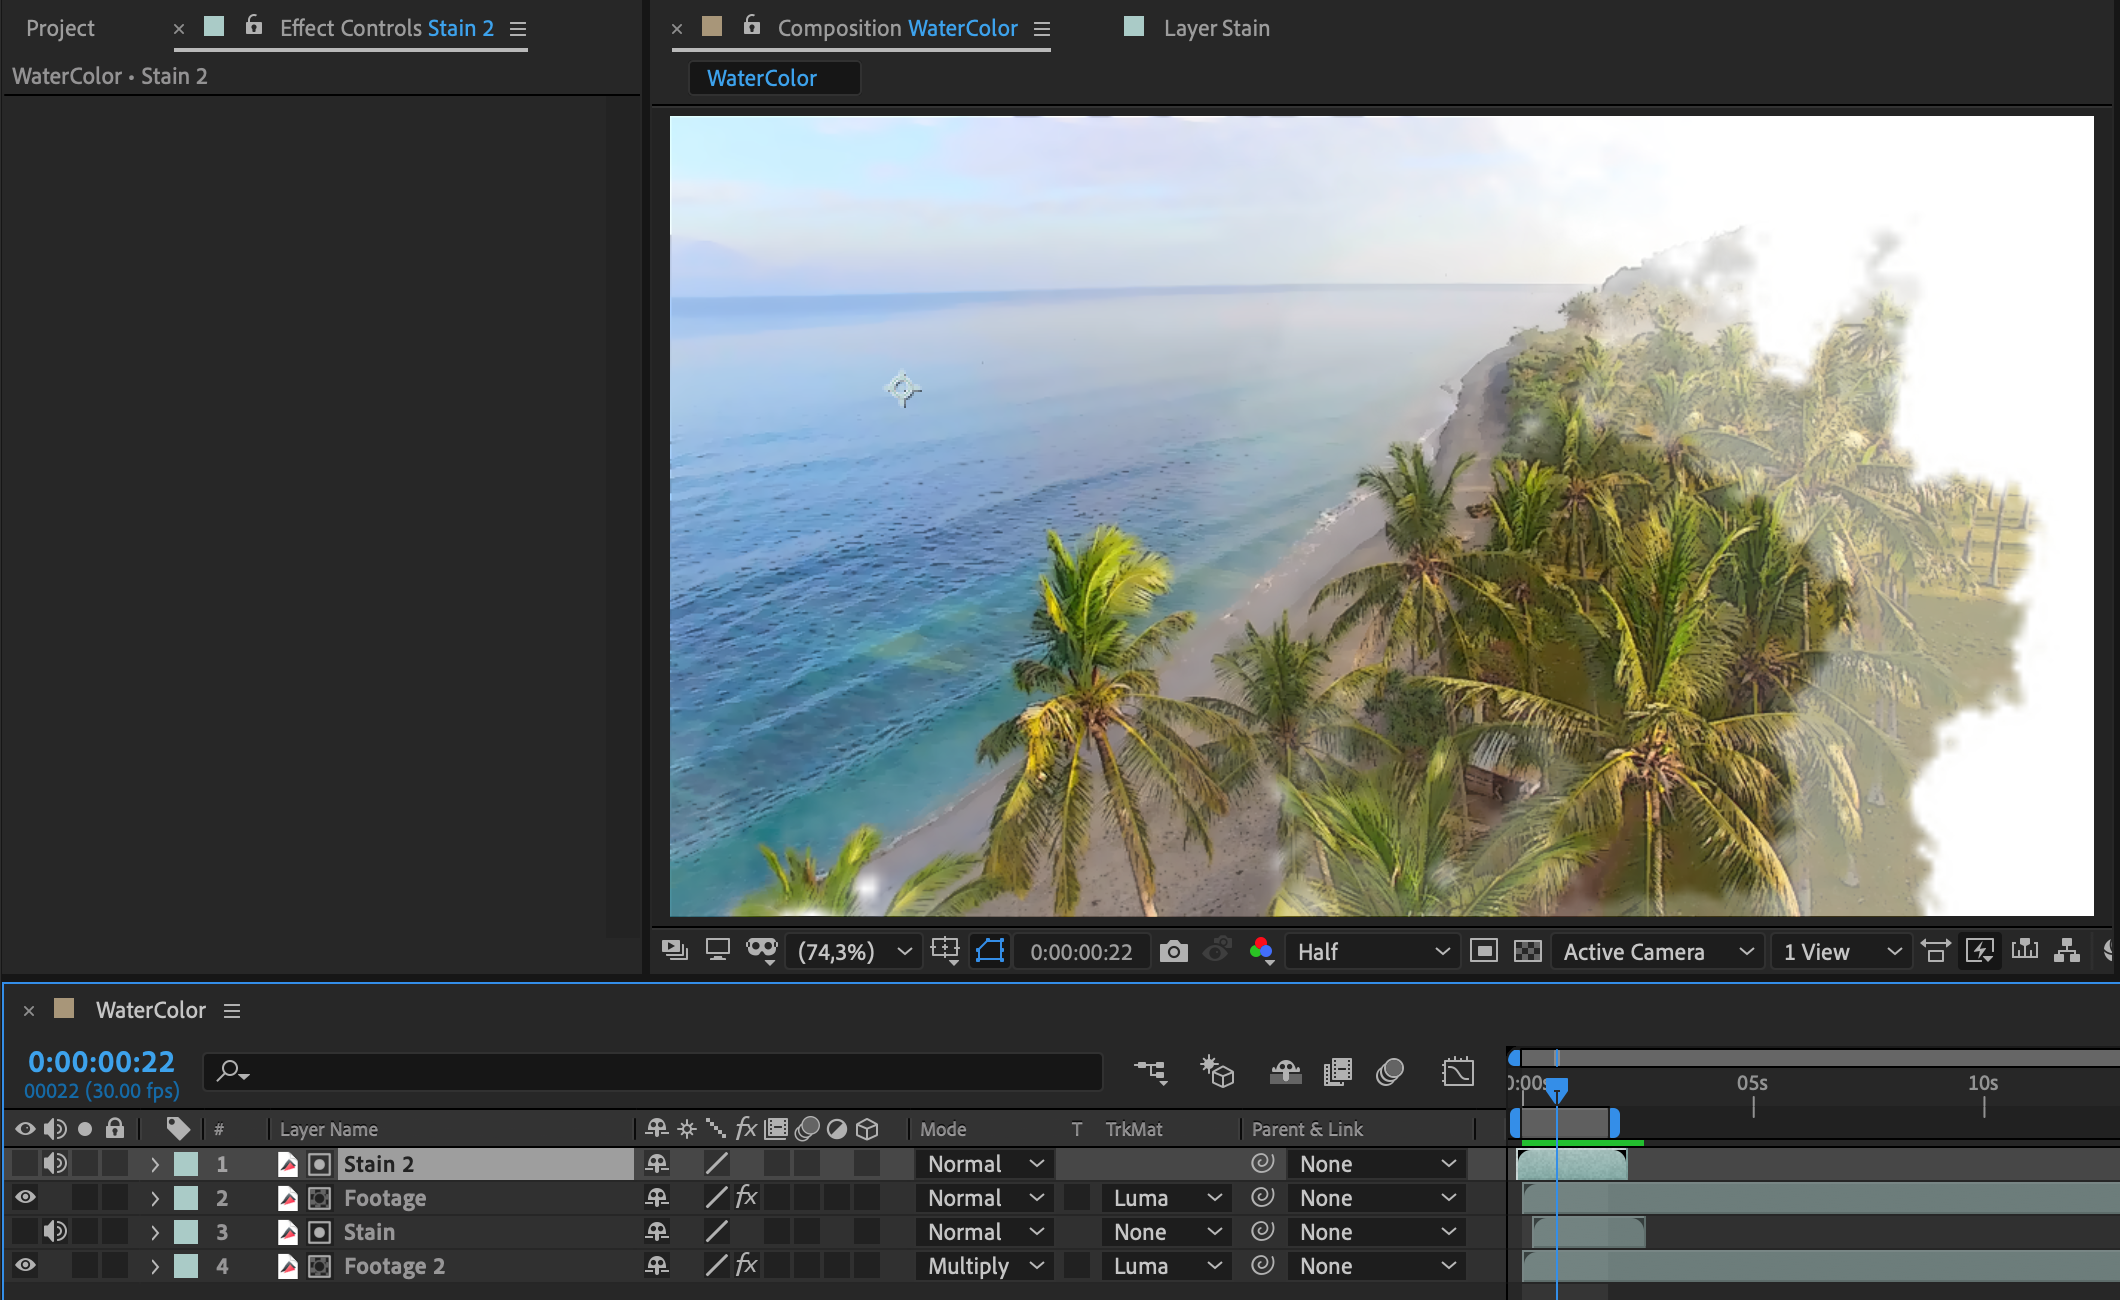 Project
× Effect Controls Stain 2
× Composition WaterColor
Layer Stain
WaterColor • Stain 2
WaterColor
(74,3%)
0:00:00:22
Half
Active Camera
1 View
× WaterColor
0:00:00:22
00022 (30.00 fps)
05s
10s
# Layer Name
fx
Mode T TrkMat Parent & Link
1 Stain 2 Normal None
2 Footage fx Normal Luma None
3 Stain Normal None None
4 Footage 2 fx Multiply Luma None